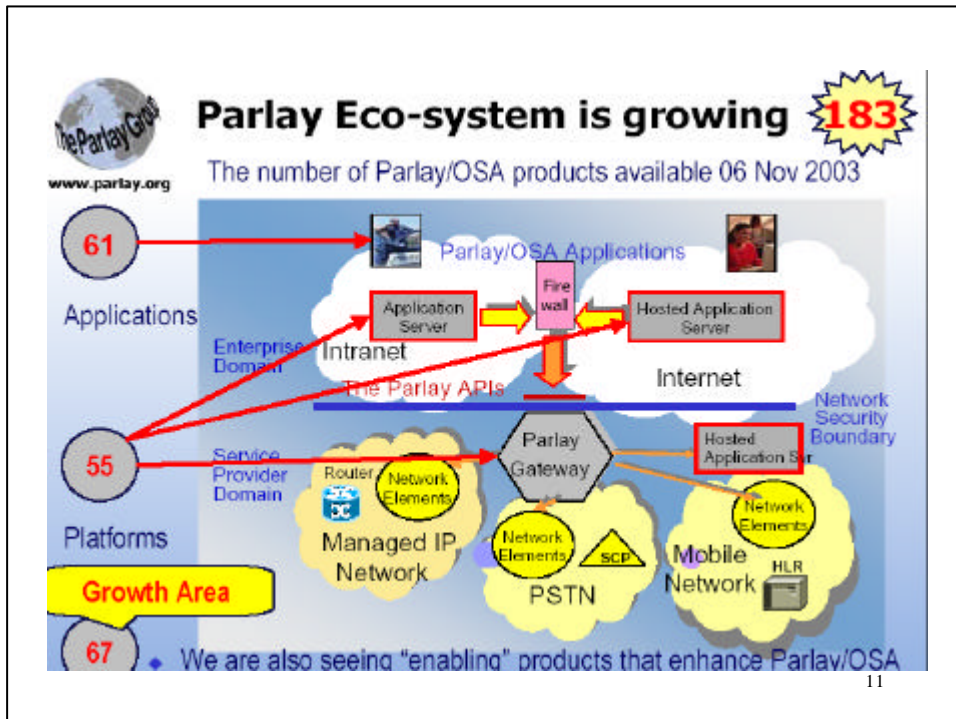 TheParlayGroup
www.parlay.org
Parlay Eco-system is growing
183
The number of Parlay/OSA products available 06 Nov 2003
61
Applications
Parlay/OSA Applications
Application
Server
Fire
wall
Hosted Application
Server
Enterprise
Domain
Intranet
Internet
The Parlay APIs
Network
Security
Boundary
55
Platforms
Service
Provider
Domain
Parlay
Gateway
Hosted
Application Svr
Router
Network
Elements
Managed IP
Network
Network
Elements
SCP
PSTN
Network
Elements
Mobile
Network
HLR
Growth Area
67
We are also seeing “enabling” products that enhance Parlay/OSA
11